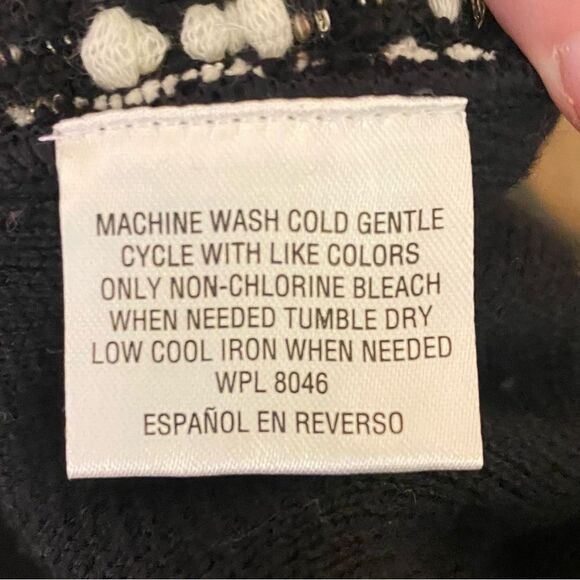 MACHINE WASH COLD GENTLE
CYCLE WITH LIKE COLORS
ONLY NON-CHLORINE BLEACH
WHEN NEEDED TUMBLE DRY
LOW COOL IRON WHEN NEEDED
WPL 8046
ESPAÑOL EN REVERSO